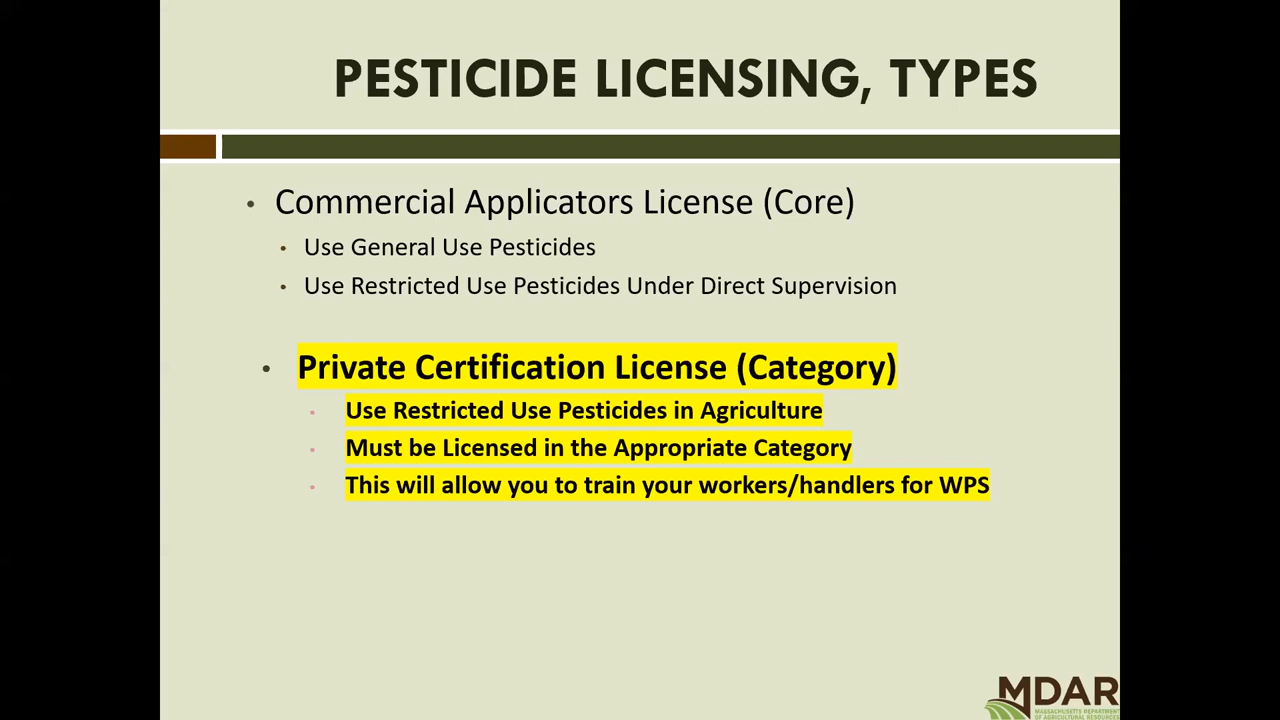 PESTICIDE LICENSING, TYPES
• Commercial Applicators License (Core)
• Use General Use Pesticides
• Use Restricted Use Pesticides Under Direct Supervision
• Private Certification License (Category)
• Use Restricted Use Pesticides in Agriculture
• Must be Licensed in the Appropriate Category
• This will allow you to train your workers/handlers for WPS
MDAR
MASSACHUSETTS DEPARTMENT
OF AGRICULTURAL RESOURCES